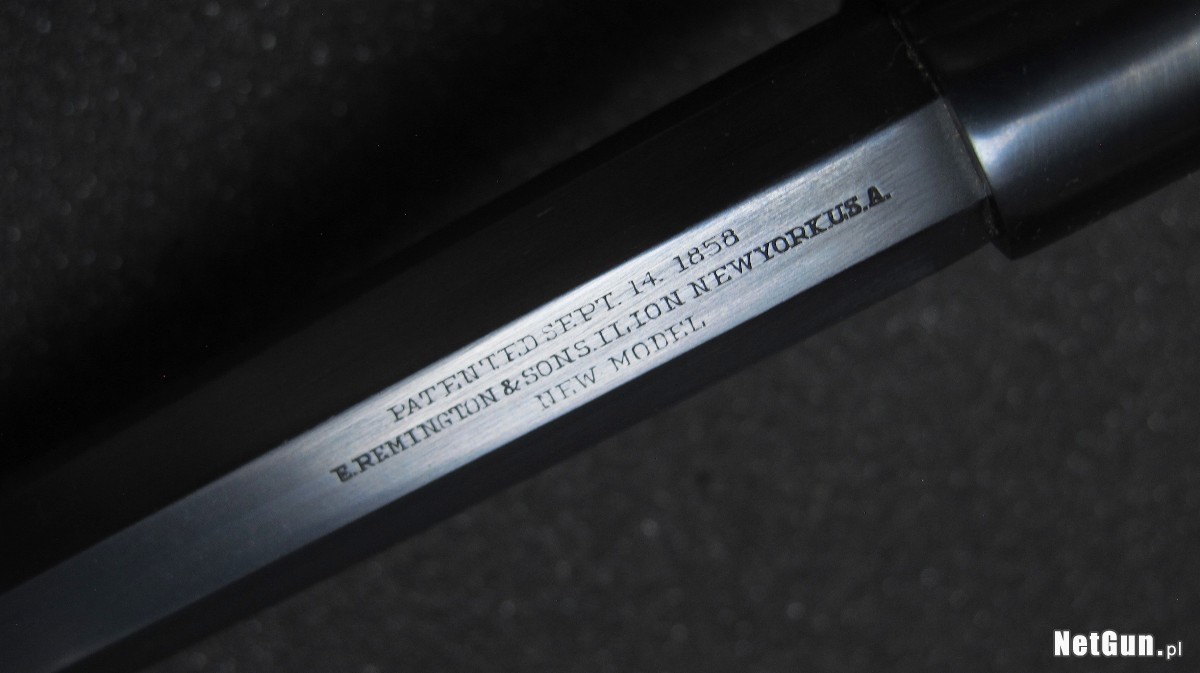 PATENTED SEPT. 14. 1858
E. REMINGTON & SONS. ILION NEW YORK U.S.A.
NEW MODEL
NetGun.pl